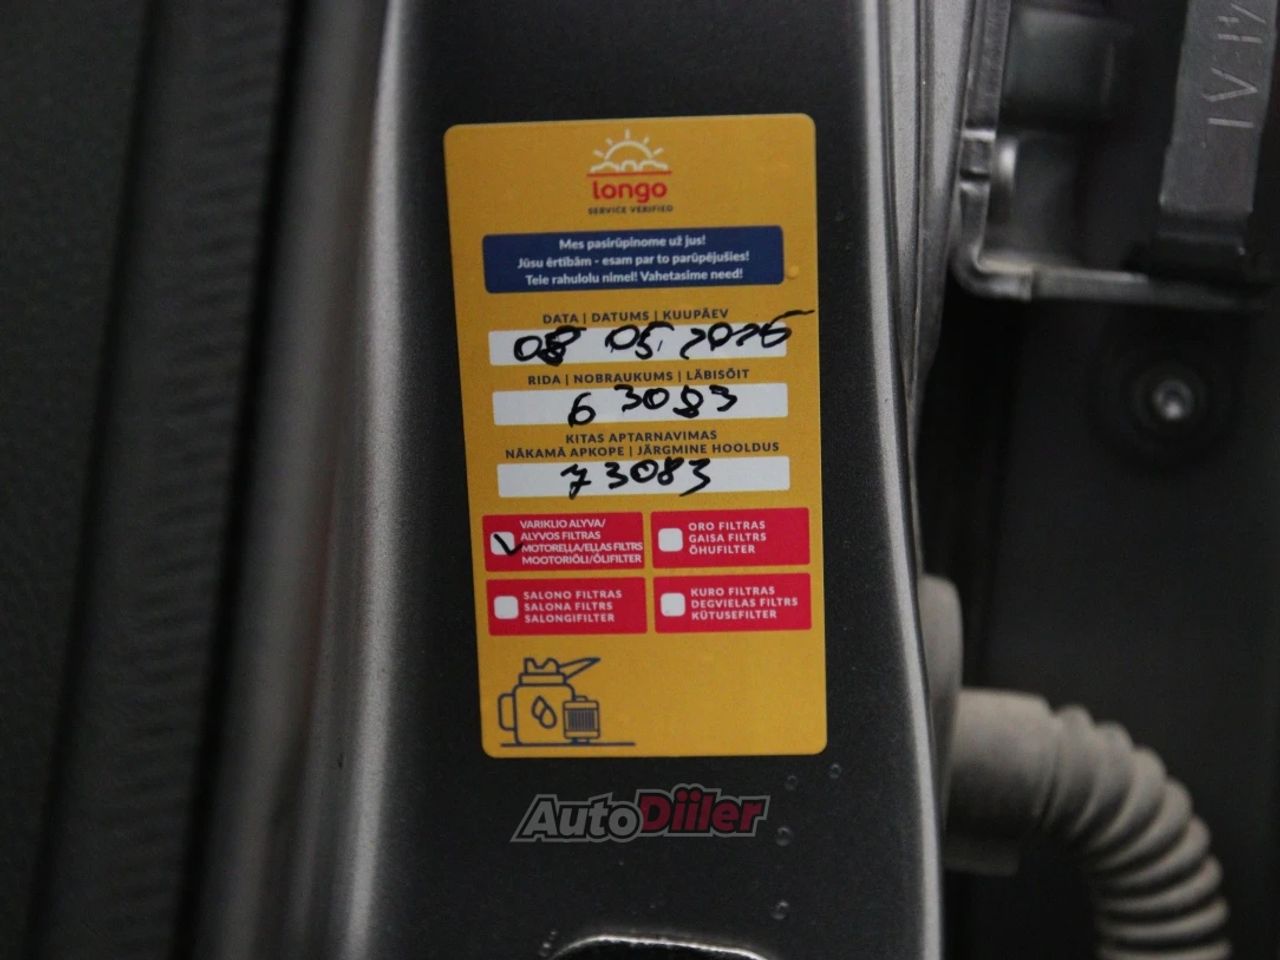 longo
SERVICE VERIFIED
Mes pasirūpinome už jus!
Jūsu ērtībām - esam par to parūpējušies!
Teie rahulolu nimel! Vahetasime need!
DATA | DATUMS | KUUPÄEV
08 05. 2026
RIDA | NOBRAUKUMS | LÄBISÕIT
63083
KITAS APTARNAVIMAS
NĀKAMĀ APKOPE | JÄRGMINE HOOLDUS
73083
VARIKLIO ALYVA/
ALYVOS FILTRAS
MOTOREĻĻA/EĻĻAS FILTRS
MOOTORIÕLI/ÕLIFILTER
ORO FILTRAS
GAISA FILTRS
ÕHUFILTER
SALONO FILTRAS
SALONA FILTRS
SALONGIFILTER
KURO FILTRAS
DEGVIELAS FILTRS
KÜTUSEFILTER
AutoDiiler